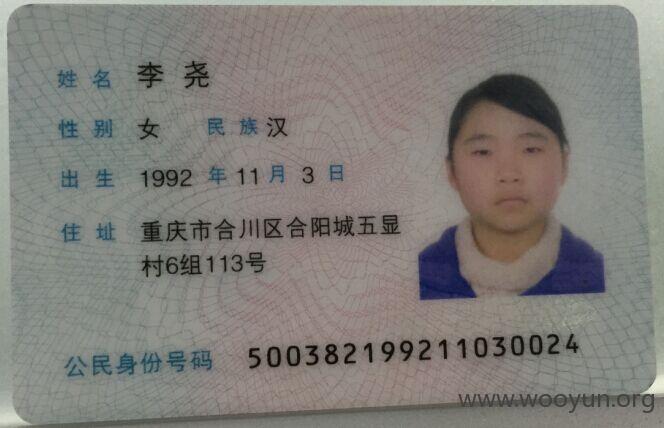 姓名 李尧
性别 女 民族 汉
出生 1992 年 11 月 3 日
住址 重庆市合川区合阳城五显
村6组113号
公民身份号码 500382199211030024
www.wooyun.org